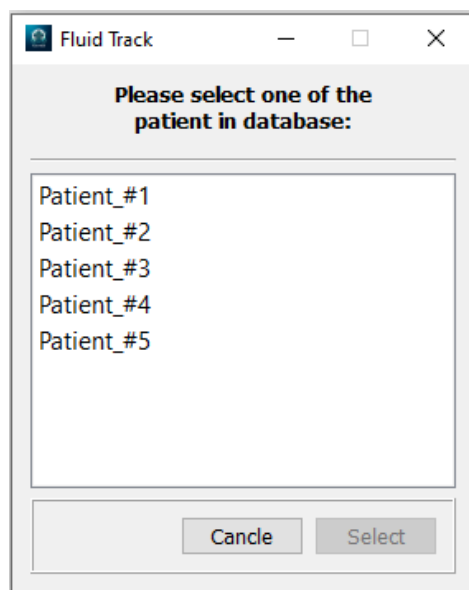 Fluid Track
Please select one of the
patient in database:
Patient_#1
Patient_#2
Patient_#3
Patient_#4
Patient_#5
Cancle
Select